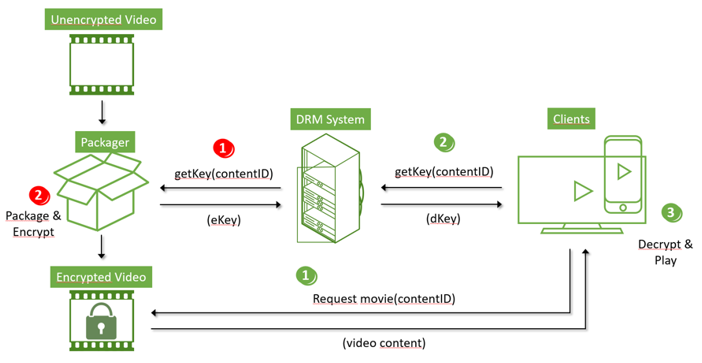 Unencrypted Video
Packager
DRM System
Clients
1
getKey(contentID)
(eKey)
2
getKey(contentID)
(dKey)
2
Package &
Encrypt
3
Decrypt &
Play
Encrypted Video
1
Request movie(contentID)
(video content)